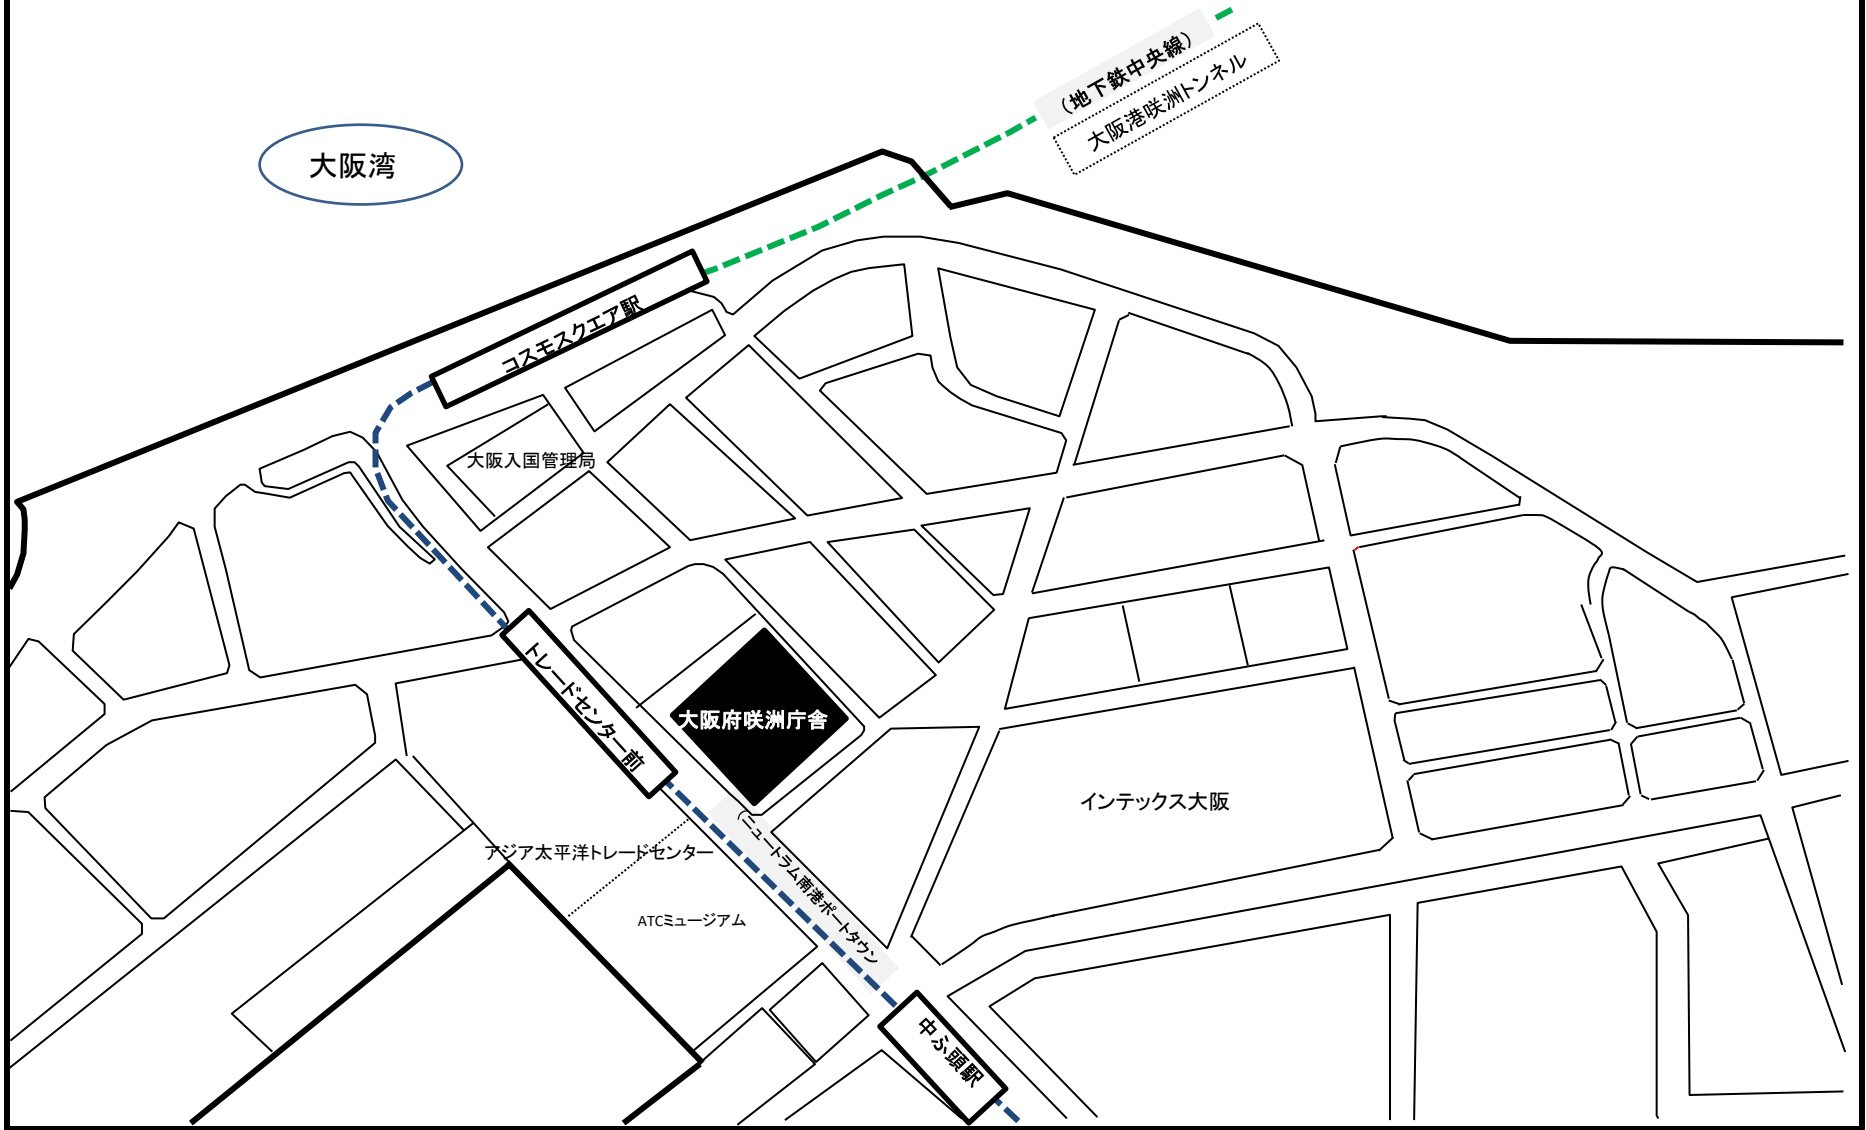 （地下鉄中央線）
大阪港咲洲トンネル
大阪湾
コスモスクエア駅
大阪入国管理局
トレードセンター前
大阪府咲洲庁舎
インテックス大阪
（ニュートラム南港ポートタウン
アジア太平洋トレードセンター
ATCミュージアム
中ふ頭駅